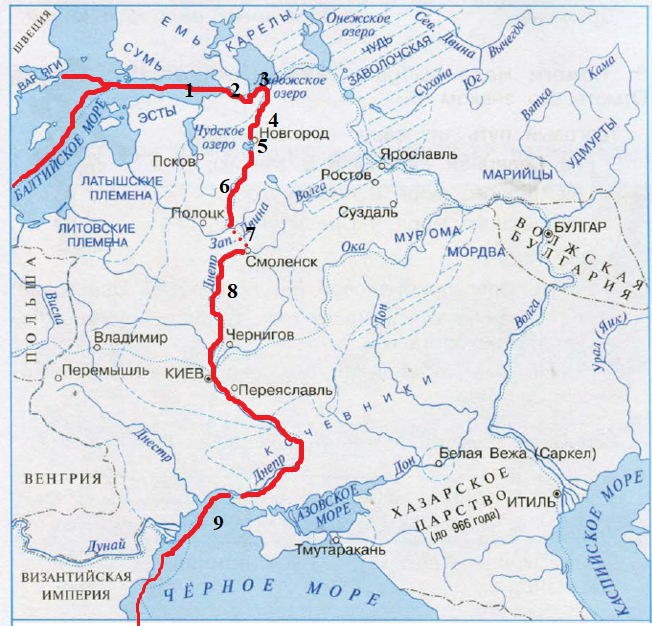 ШВЕЦИЯ
ВАРЯГИ
СУМЬ
ЕМЬ
КАРЕЛЫ
Онежское
озеро
ЧУДЬ
ЗАВОЛОЧСКАЯ
Сев. Двина
Вычегда
Сухона
Юг
Вятка
Кама
УДМУРТЫ
МАРИЙЦЫ
1
2
3
Ладожское
озеро
4
5
БАЛТИЙСКОЕ МОРЕ
ЭСТЫ
Чудское
озеро
Новгород
Псков
6
ЛАТЫШСКИЕ
ПЛЕМЕНА
Полоцк
ЛИТОВСКИЕ
ПЛЕМЕНА
Зап. Двина
7
Волга
Ярославль
Ростов
Суздаль
Смоленск
Ока
МУРОМА
МОРДВА
БУЛГАР
ВОЛЖСКАЯ
БУЛГАРИЯ
ПОЛЬША
Висла
Днепр
8
Дон
Волга
Урал (Яик)
Владимир
Чернигов
Перемышль
КИЕВ
Переяславль
КОЧЕВНИКИ
Днестр
Днепр
Дон
Белая Вежа (Саркел)
ВЕНГРИЯ
9
АЗОВСКОЕ
МОРЕ
ХАЗАРСКОЕ
ЦАРСТВО
(до 966 года)
ИТИЛЬ
Дунай
Тмутаракань
ВИЗАНТИЙСКАЯ
ИМПЕРИЯ
ЧЁРНОЕ МОРЕ
КАСПИЙСКОЕ МОРЕ